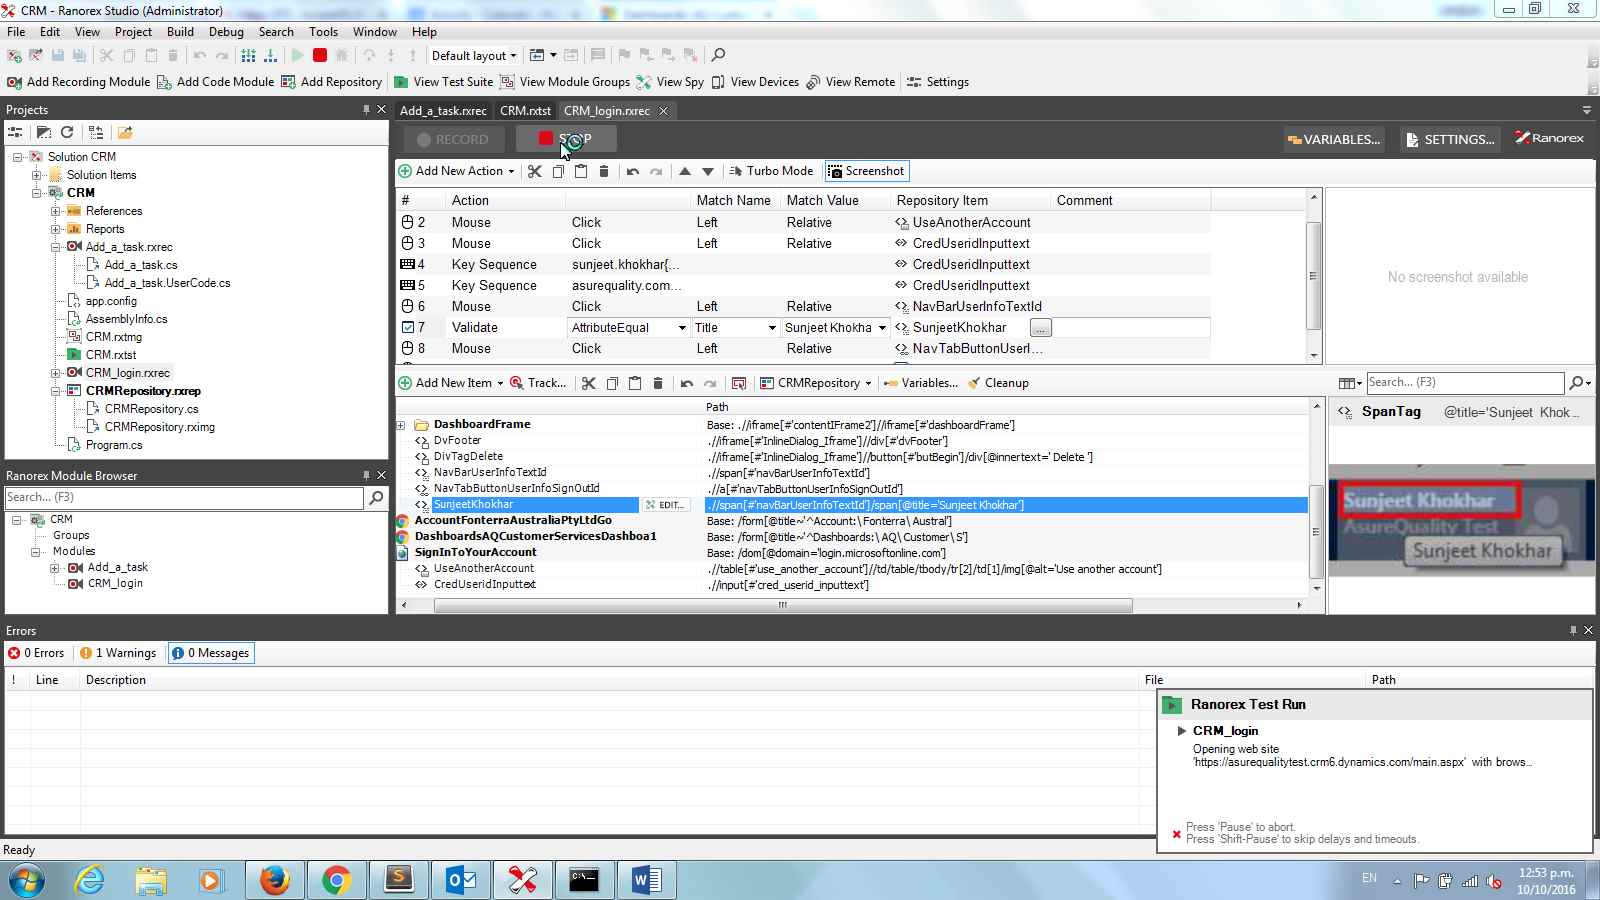 CRM - Ranorex Studio (Administrator)
File Edit View Project Build Debug Search Tools Window Help
Default layout
Add Recording Module Add Code Module Add Repository View Test Suite View Module Groups View Spy View Devices View Remote Settings
Projects
Solution CRM
Solution Items
CRM
References
Reports
Add_a_task.rxrec
Add_a_task.cs
Add_a_task.UserCode.cs
app.config
AssemblyInfo.cs
CRM.rxtmg
CRM.rxtst
CRM_login.rxrec
CRMRepository.rxrep
CRMRepository.cs
CRMRepository.rximg
Program.cs
Ranorex Module Browser
Search... (F3)
CRM
Groups
Modules
Add_a_task
CRM_login
Add_a_task.rxrec CRM.rxtst CRM_login.rxrec
RECORD STOP VARIABLES... SETTINGS... Ranorex
Add New Action Turbo Mode Screenshot
# Action Match Name Match Value Repository Item Comment
2 Mouse Click Left Relative UseAnotherAccount
3 Mouse Click Left Relative CredUseridInputtext
4 Key Sequence sunjeet.khokhar{... CredUseridInputtext
5 Key Sequence asurequality.com... CredUseridInputtext
6 Mouse Click Left Relative NavBarUserInfoTextId
7 Validate AttributeEqual Title Sunjeet Khokha SunjeetKhokhar ...
8 Mouse Click Left Relative NavTabButtonUserI...
No screenshot available
Add New Item Track... CRMRepository Variables... Cleanup Search... (F3)
Path
DashboardFrame Base: .//iframe[#'contentIFrame2']//iframe[#'dashboardFrame']
DvFooter .//iframe[#'InlineDialog_Iframe']//div[#'dvFooter']
DivTagDelete .//iframe[#'InlineDialog_Iframe']//button[#'butBegin']/div[@innertext=' Delete ']
NavBarUserInfoTextId .//span[#'navBarUserInfoTextId']
NavTabButtonUserInfoSignOutId .//a[#'navTabButtonUserInfoSignOutId']
SunjeetKhokhar EDIT... .//span[#'navBarUserInfoTextId']/span[@title='Sunjeet Khokhar']
AccountFonterraAustraliaPtyLtdGo Base: /form[@title~'^Account:\ Fonterra\ Austral']
DashboardsAQCustomerServicesDashboa1 Base: /form[@title~'^Dashboards:\ AQ\ Customer\ S']
SignInToYourAccount Base: /dom[@domain='login.microsoftonline.com']
UseAnotherAccount .//table[#'use_another_account']//td/table/tbody/tr[2]/td[1]/img[@alt='Use another account']
CredUseridInputtext .//input[#'cred_userid_inputtext']
SpanTag @title='Sunjeet Khok...
Sunjeet Khokhar
AsureQuality Test
Sunjeet Khokhar
Errors
0 Errors 1 Warnings 0 Messages
! Line Description File Path
Ranorex Test Run
CRM_login
Opening web site
'https://asurequalitytest.crm6.dynamics.com/main.aspx' with brows...
Press 'Pause' to abort.
Press 'Shift-Pause' to skip delays and timeouts.
Ready
EN
12:53 p.m.
10/10/2016